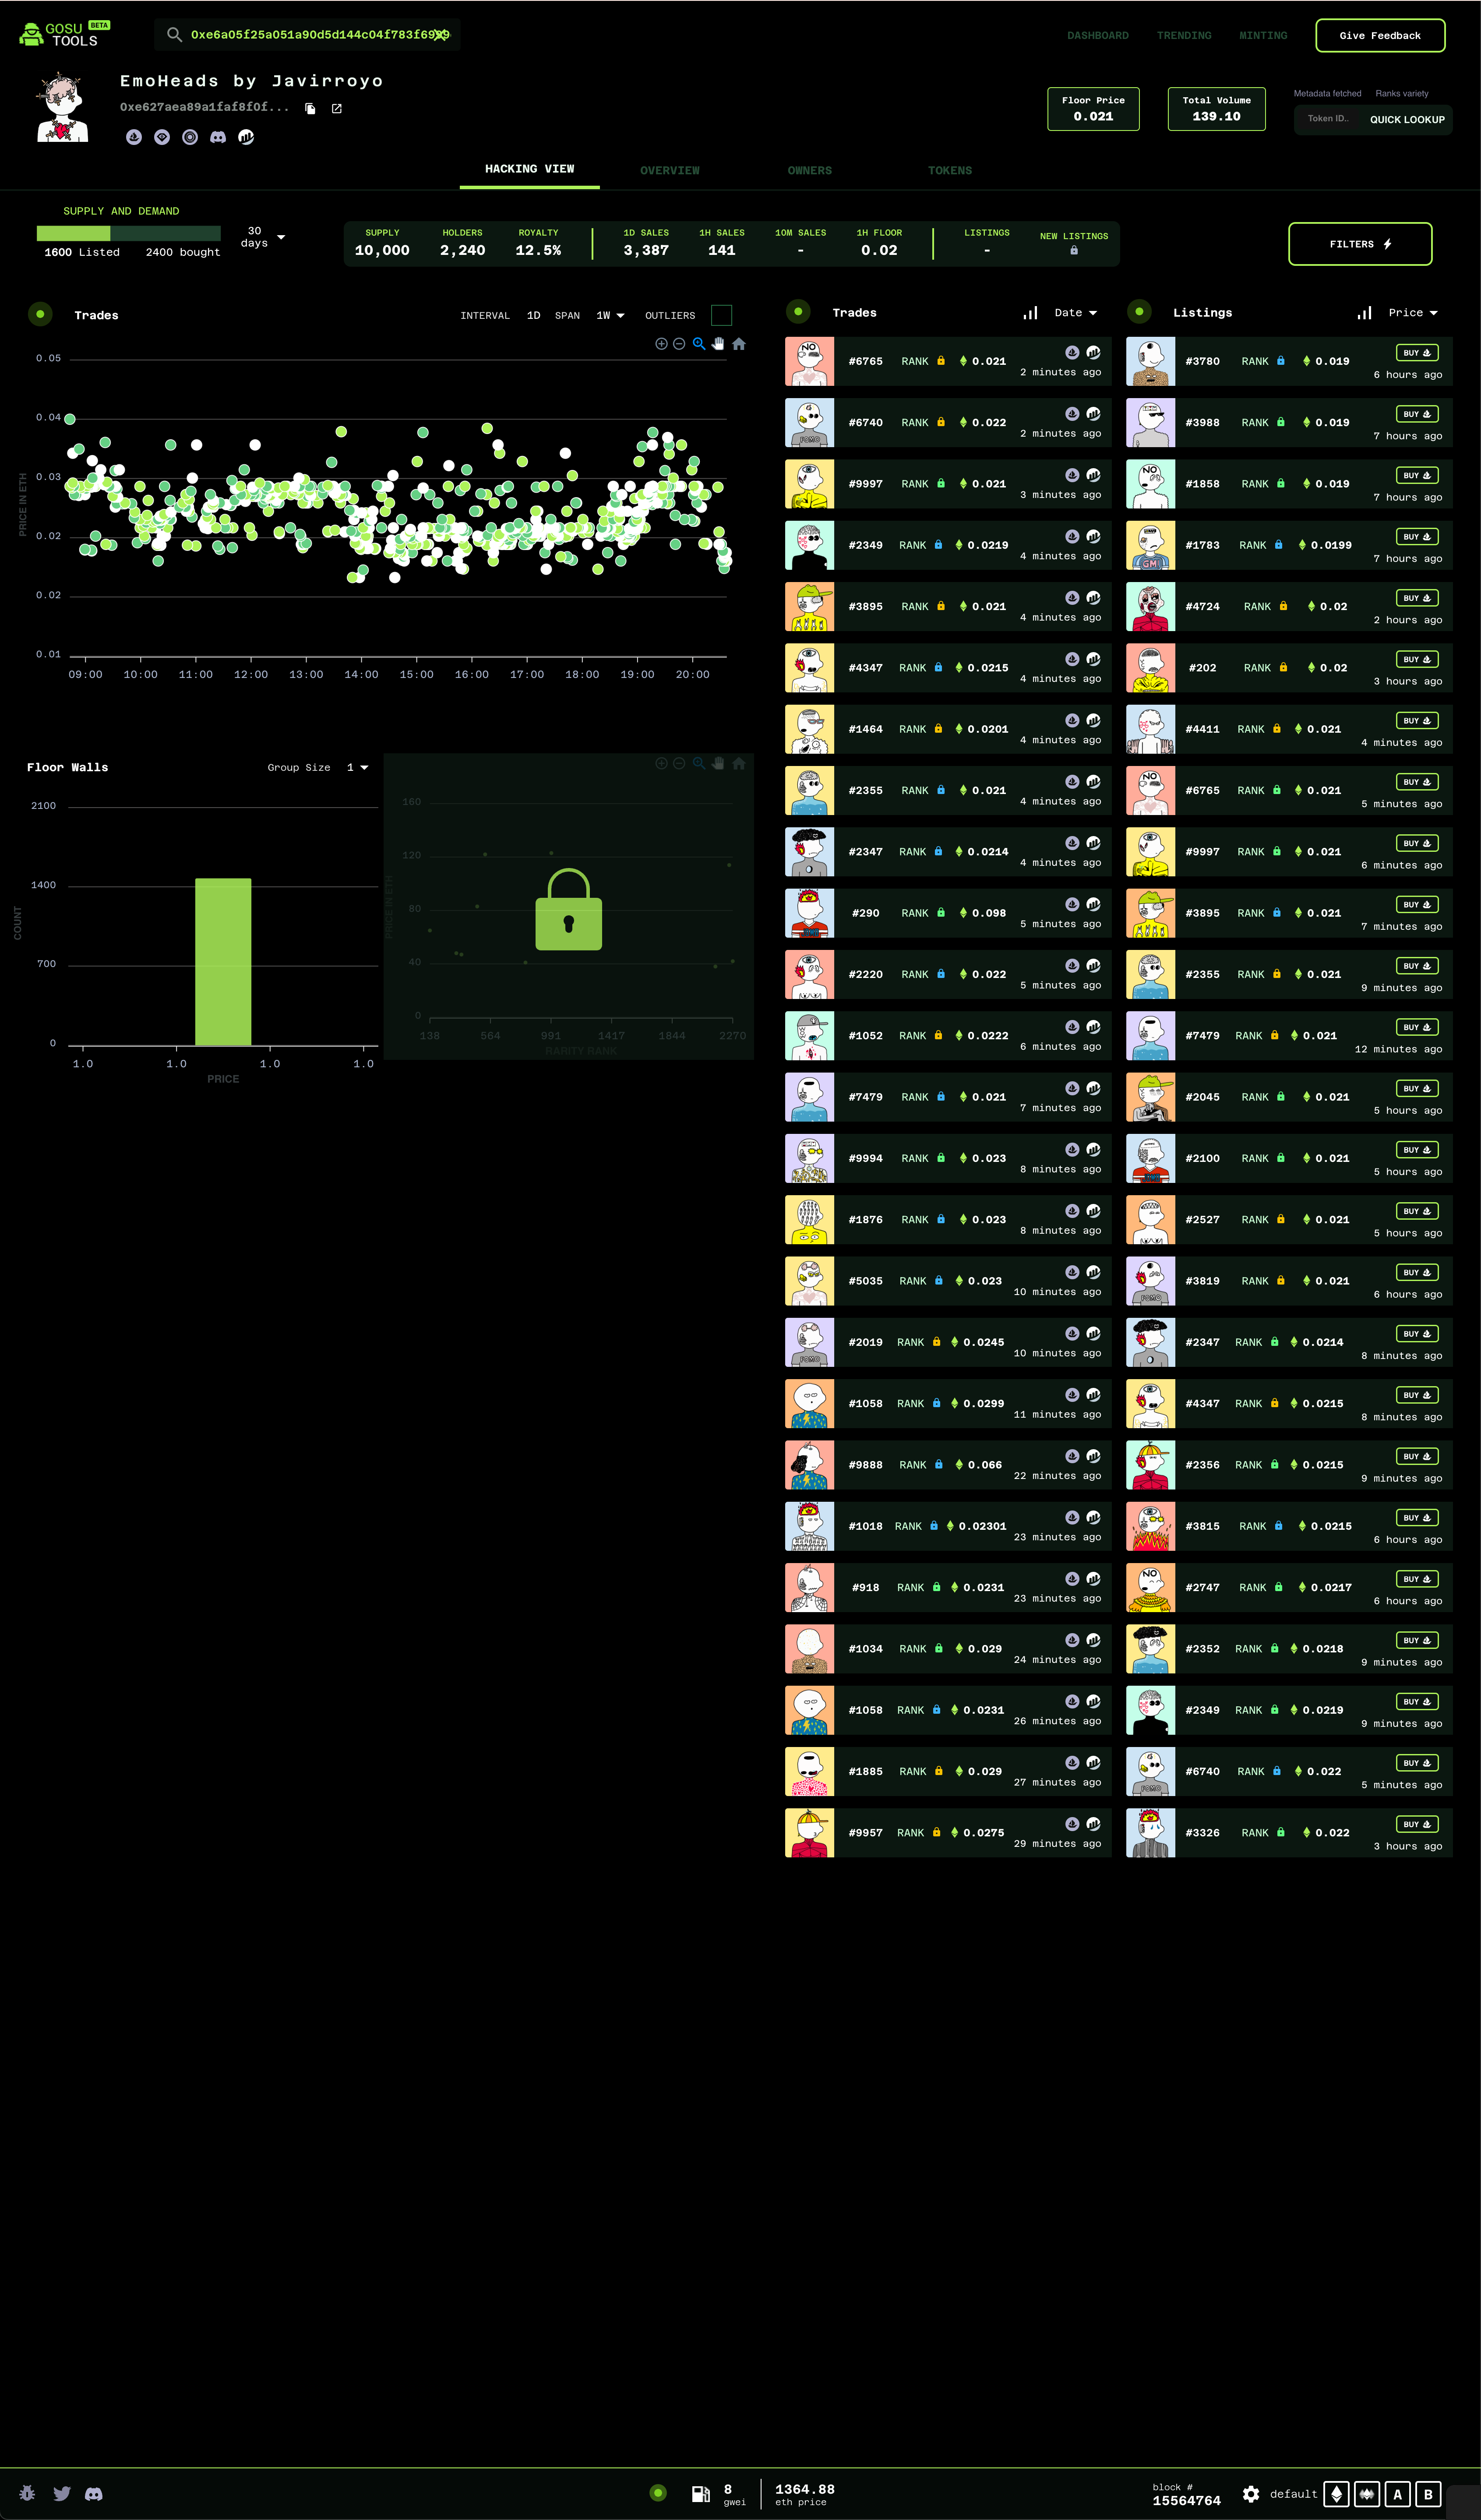 GOSU BETA
TOOLS
DASHBOARD TRENDING MINTING Give Feedback
EmoHeads by Javirroyo
0xe627aea89a1faf8f0f...
Floor Price
0.021
Total Volume
139.10
Metadata fetched Ranks variety
Token ID.. QUICK LOOKUP
HACKING VIEW OVERVIEW OWNERS TOKENS
SUPPLY AND DEMAND
1600 Listed 2400 bought
30 days
SUPPLY HOLDERS ROYALTY 1D SALES 1H SALES 10M SALES 1H FLOOR LISTINGS NEW LISTINGS
10,000 2,240 12.5% 3,387 141 - 0.02 -
FILTERS
Trades INTERVAL 1D SPAN 1W OUTLIERS
PRICE IN ETH
0.05
0.04
0.03
0.02
0.02
0.01
09:00 10:00 11:00 12:00 13:00 14:00 15:00 16:00 17:00 18:00 19:00 20:00
Floor Walls Group Size 1
COUNT
2100
1400
700
0
1.0 1.0 1.0 1.0
PRICE
PRICE IN ETH
160
120
80
40
0
138 564 991 1417 1844 2270
RARITY RANK
Trades Date
#6765 RANK 0.021 2 minutes ago
#6740 RANK 0.022 2 minutes ago
#9997 RANK 0.021 3 minutes ago
#2349 RANK 0.0219 4 minutes ago
#3895 RANK 0.021 4 minutes ago
#4347 RANK 0.0215 4 minutes ago
#1464 RANK 0.0201 4 minutes ago
#2355 RANK 0.021 4 minutes ago
#2347 RANK 0.0214 4 minutes ago
#290 RANK 0.098 5 minutes ago
#2220 RANK 0.022 5 minutes ago
#1052 RANK 0.0222 6 minutes ago
#7479 RANK 0.021 7 minutes ago
#9994 RANK 0.023 8 minutes ago
#1876 RANK 0.023 8 minutes ago
#5035 RANK 0.023 10 minutes ago
#2019 RANK 0.0245 10 minutes ago
#1058 RANK 0.0299 11 minutes ago
#9888 RANK 0.066 22 minutes ago
#1018 RANK 0.02301 23 minutes ago
#918 RANK 0.0231 23 minutes ago
#1034 RANK 0.029 24 minutes ago
#1058 RANK 0.0231 26 minutes ago
#1885 RANK 0.029 27 minutes ago
#9957 RANK 0.0275 29 minutes ago
Listings Price
#3780 RANK 0.019 BUY 6 hours ago
#3988 RANK 0.019 BUY 7 hours ago
#1858 RANK 0.019 BUY 7 hours ago
#1783 RANK 0.0199 BUY 7 hours ago
#4724 RANK 0.02 BUY 2 hours ago
#202 RANK 0.02 BUY 3 hours ago
#4411 RANK 0.021 BUY 4 minutes ago
#6765 RANK 0.021 BUY 5 minutes ago
#9997 RANK 0.021 BUY 6 minutes ago
#3895 RANK 0.021 BUY 7 minutes ago
#2355 RANK 0.021 BUY 9 minutes ago
#7479 RANK 0.021 BUY 12 minutes ago
#2045 RANK 0.021 BUY 5 hours ago
#2100 RANK 0.021 BUY 5 hours ago
#2527 RANK 0.021 BUY 5 hours ago
#3819 RANK 0.021 BUY 6 hours ago
#2347 RANK 0.0214 BUY 8 minutes ago
#4347 RANK 0.0215 BUY 8 minutes ago
#2356 RANK 0.0215 BUY 9 minutes ago
#3815 RANK 0.0215 BUY 6 hours ago
#2747 RANK 0.0217 BUY 6 hours ago
#2352 RANK 0.0218 BUY 9 minutes ago
#2349 RANK 0.0219 BUY 9 minutes ago
#6740 RANK 0.022 BUY 5 minutes ago
#3326 RANK 0.022 BUY 3 hours ago
8 gwei
1364.88 eth price
block #
15564764
default A B